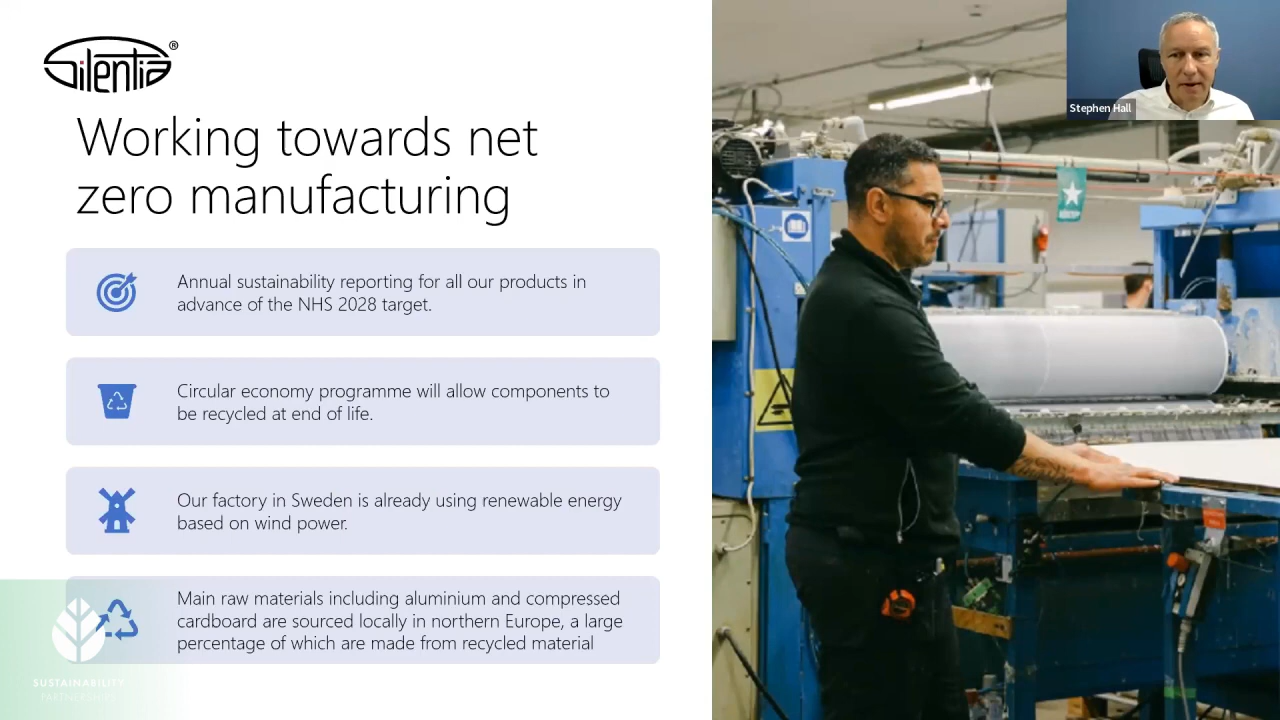 Silentia®
Stephen Hall
Working towards net
zero manufacturing
Annual sustainability reporting for all our products in
advance of the NHS 2028 target.
Circular economy programme will allow components to
be recycled at end of life.
Our factory in Sweden is already using renewable energy
based on wind power.
Main raw materials including aluminium and compressed
cardboard are sourced locally in northern Europe, a large
percentage of which are made from recycled material
SUSTAINABILITY